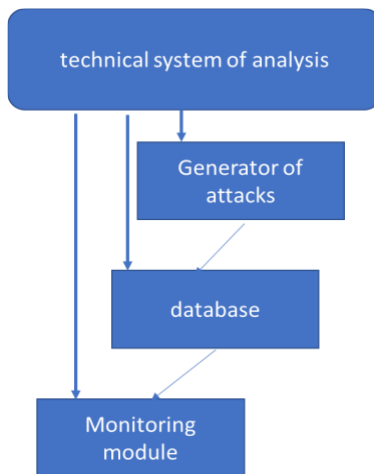 technical system of analysis
Generator of
attacks
database
Monitoring
module